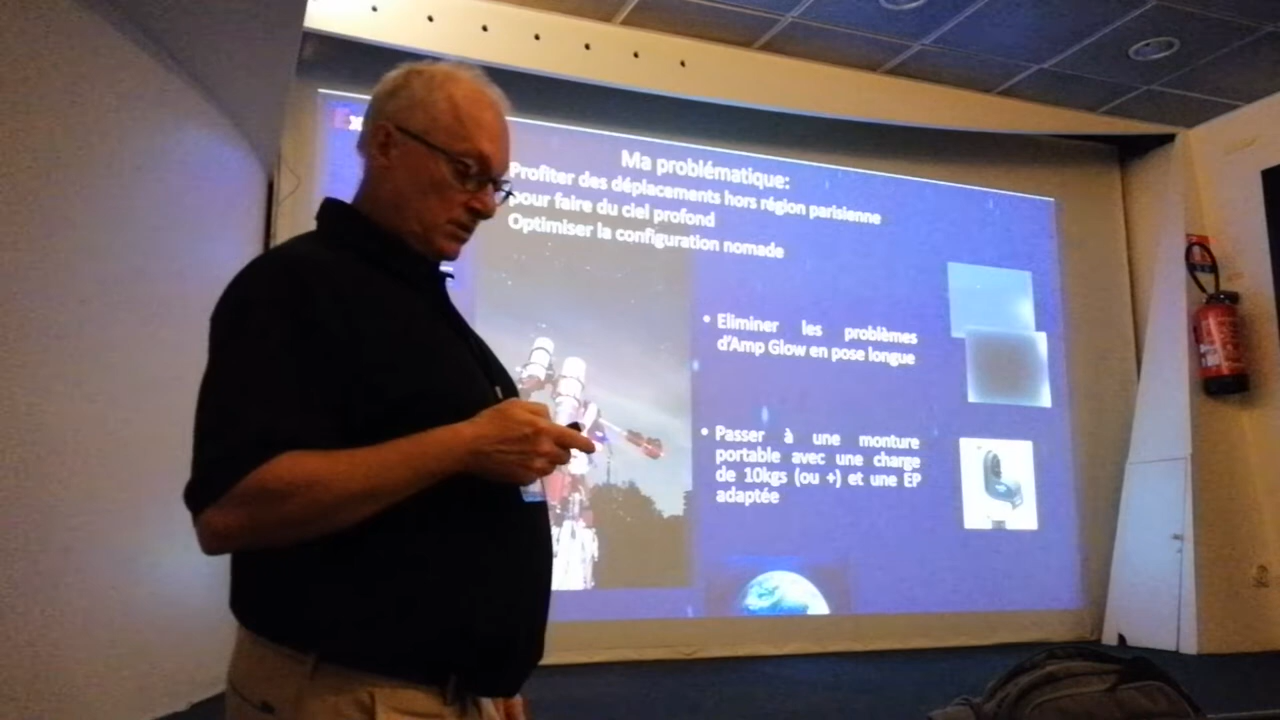 Ma problématique:
Profiter des déplacements hors région parisienne
pour faire du ciel profond
Optimiser la configuration nomade
• Eliminer les problèmes
d'Amp Glow en pose longue
• Passer à une monture
portable avec une charge
de 10kgs (ou +) et une EP
adaptée